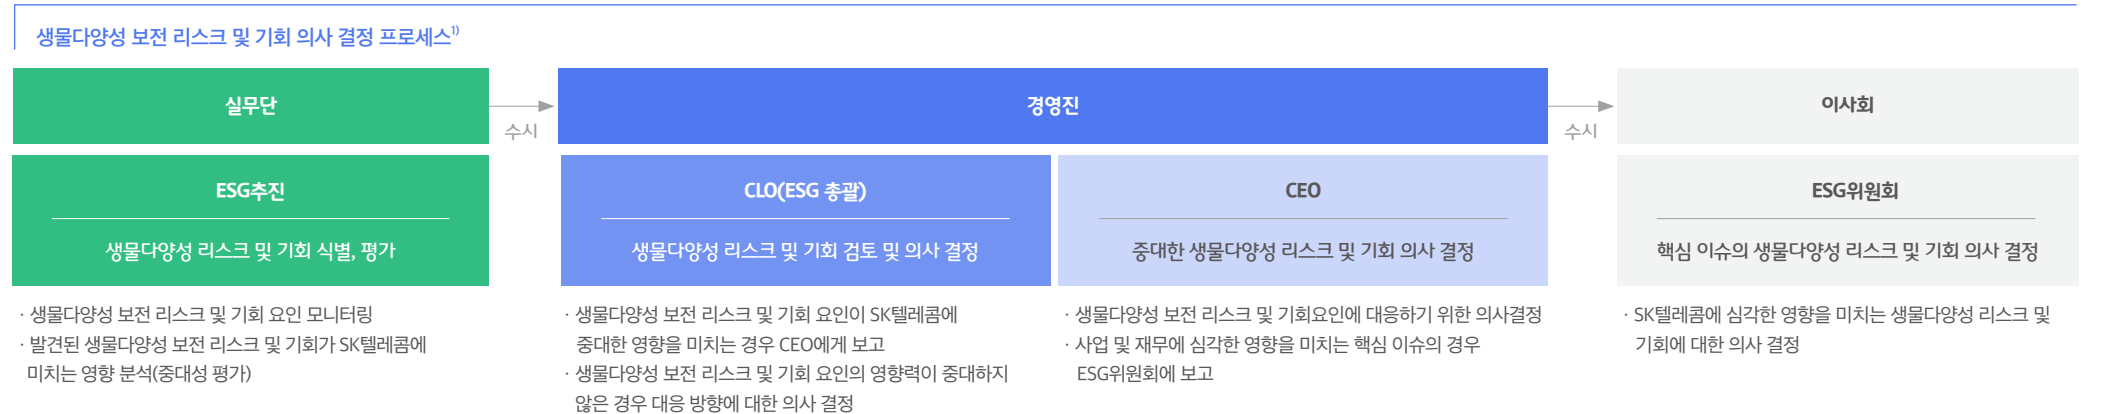 생물다양성 보전 리스크 및 기회 의사 결정 프로세스1)
실무단
수시
경영진
수시
이사회
ESG추진
생물다양성 리스크 및 기회 식별, 평가
· 생물다양성 보전 리스크 및 기회 요인 모니터링
· 발견된 생물다양성 보전 리스크 및 기회가 SK텔레콤에
미치는 영향 분석(중대성 평가)
CLO(ESG 총괄)
생물다양성 리스크 및 기회 검토 및 의사 결정
· 생물다양성 보전 리스크 및 기회 요인이 SK텔레콤에
중대한 영향을 미치는 경우 CEO에게 보고
· 생물다양성 보전 리스크 및 기회 요인의 영향력이 중대하지
않은 경우 대응 방향에 대한 의사 결정
CEO
중대한 생물다양성 리스크 및 기회 의사 결정
· 생물다양성 보전 리스크 및 기회요인에 대응하기 위한 의사결정
· 사업 및 재무에 심각한 영향을 미치는 핵심 이슈의 경우
ESG위원회에 보고
ESG위원회
핵심 이슈의 생물다양성 리스크 및 기회 의사 결정
· SK텔레콤에 심각한 영향을 미치는 생물다양성 리스크 및
기회에 대한 의사 결정